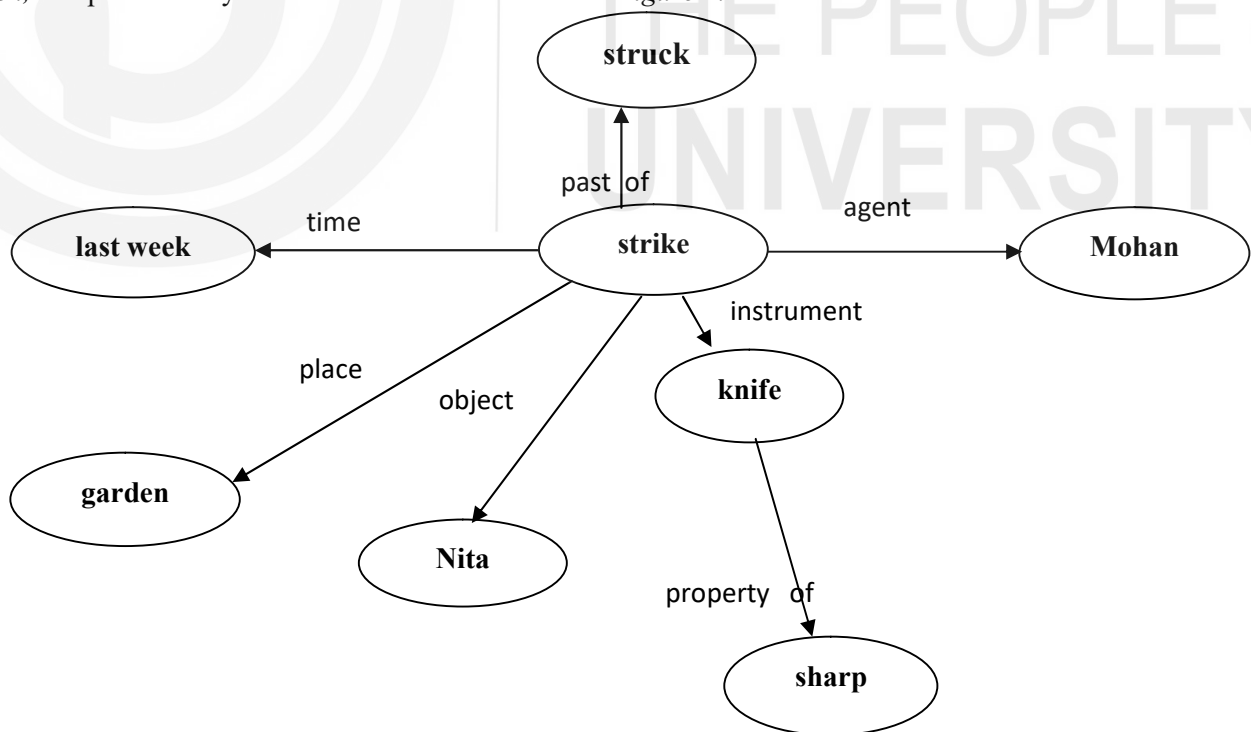 THE PEOPLE
UNIVERSITY
struck
past of
time
agent
last week
strike
Mohan
instrument
place
knife
object
garden
Nita
property of
sharp